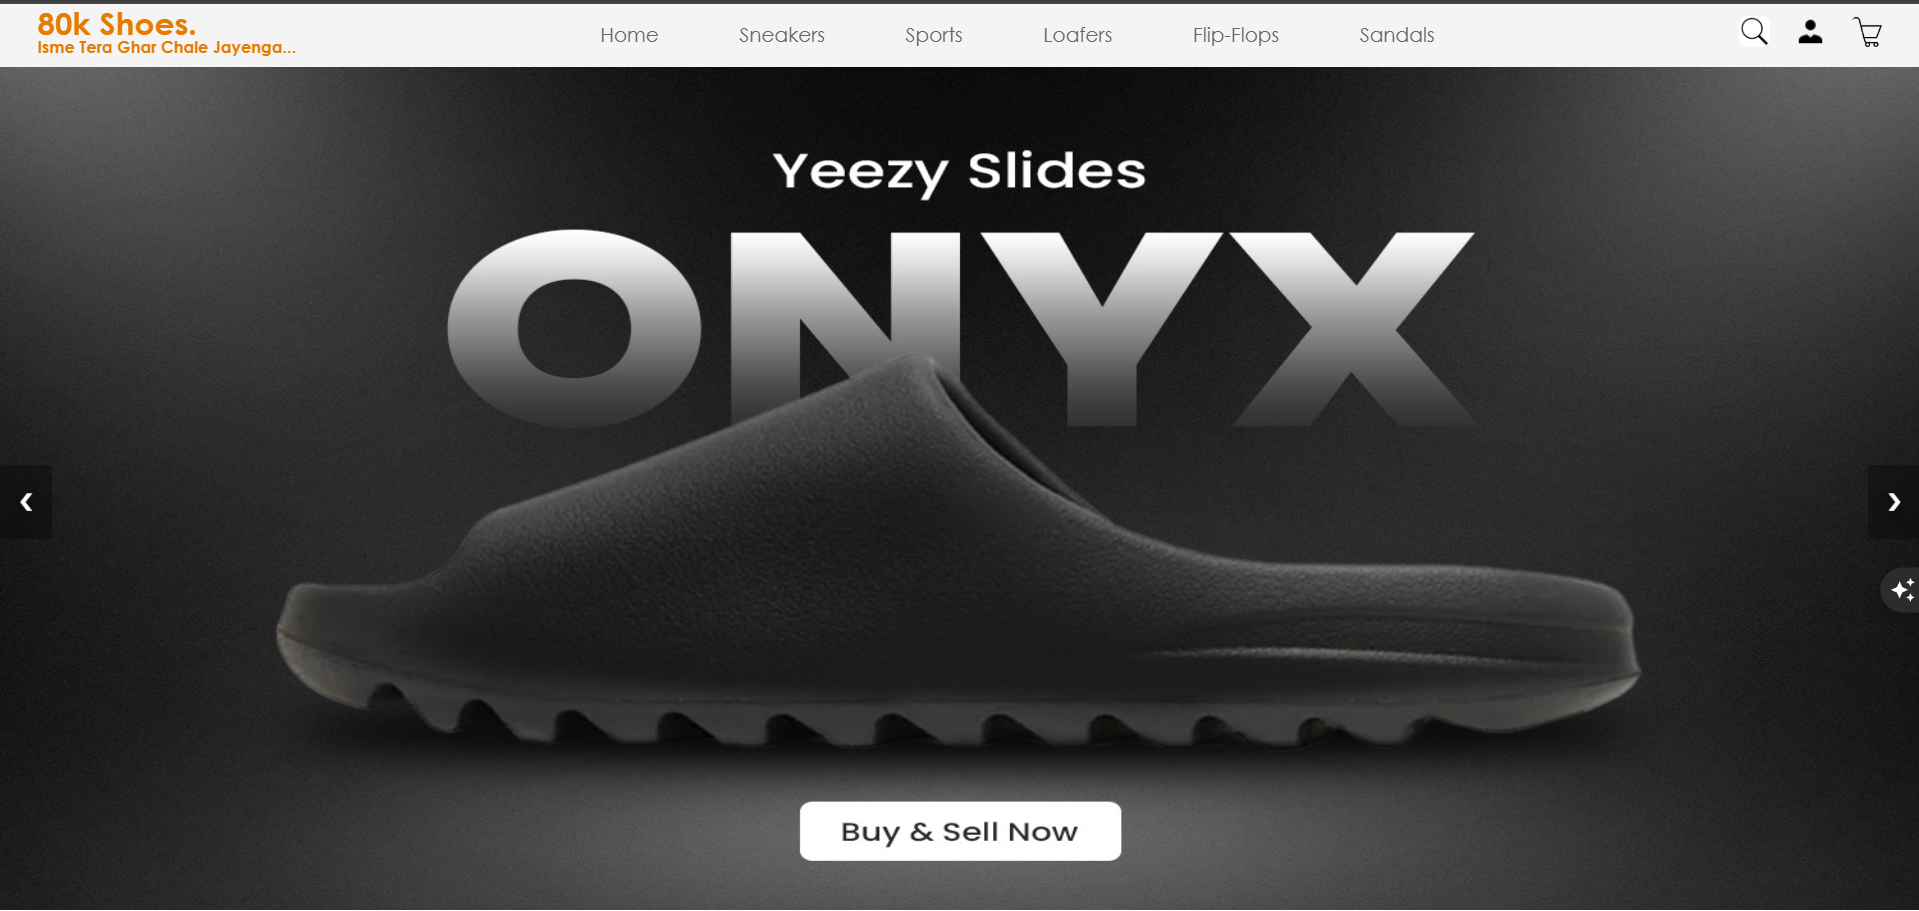 80k Shoes.
Isme Tera Ghar Chale Jayenga...
Home Sneakers Sports Loafers Flip-Flops Sandals
Yeezy Slides
ONYX
Buy & Sell Now